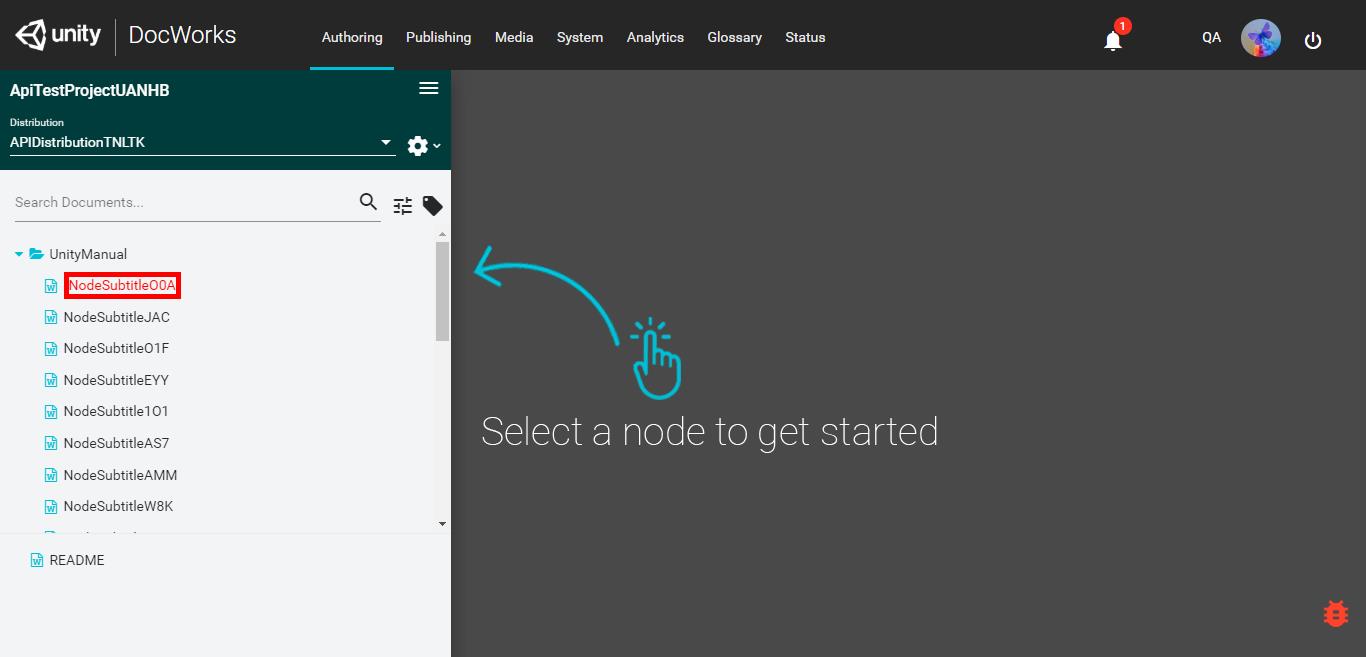 unity DocWorks Authoring Publishing Media System Analytics Glossary Status 1 QA
ApiTestProjectUANHB
Distribution
APIDistributionTNLTK
Search Documents...
UnityManual
NodeSubtitleO0A
NodeSubtitleJAC
NodeSubtitleO1F
NodeSubtitleEYY
NodeSubtitle1O1
NodeSubtitleAS7
NodeSubtitleAMM
NodeSubtitleW8K
README
Select a node to get started